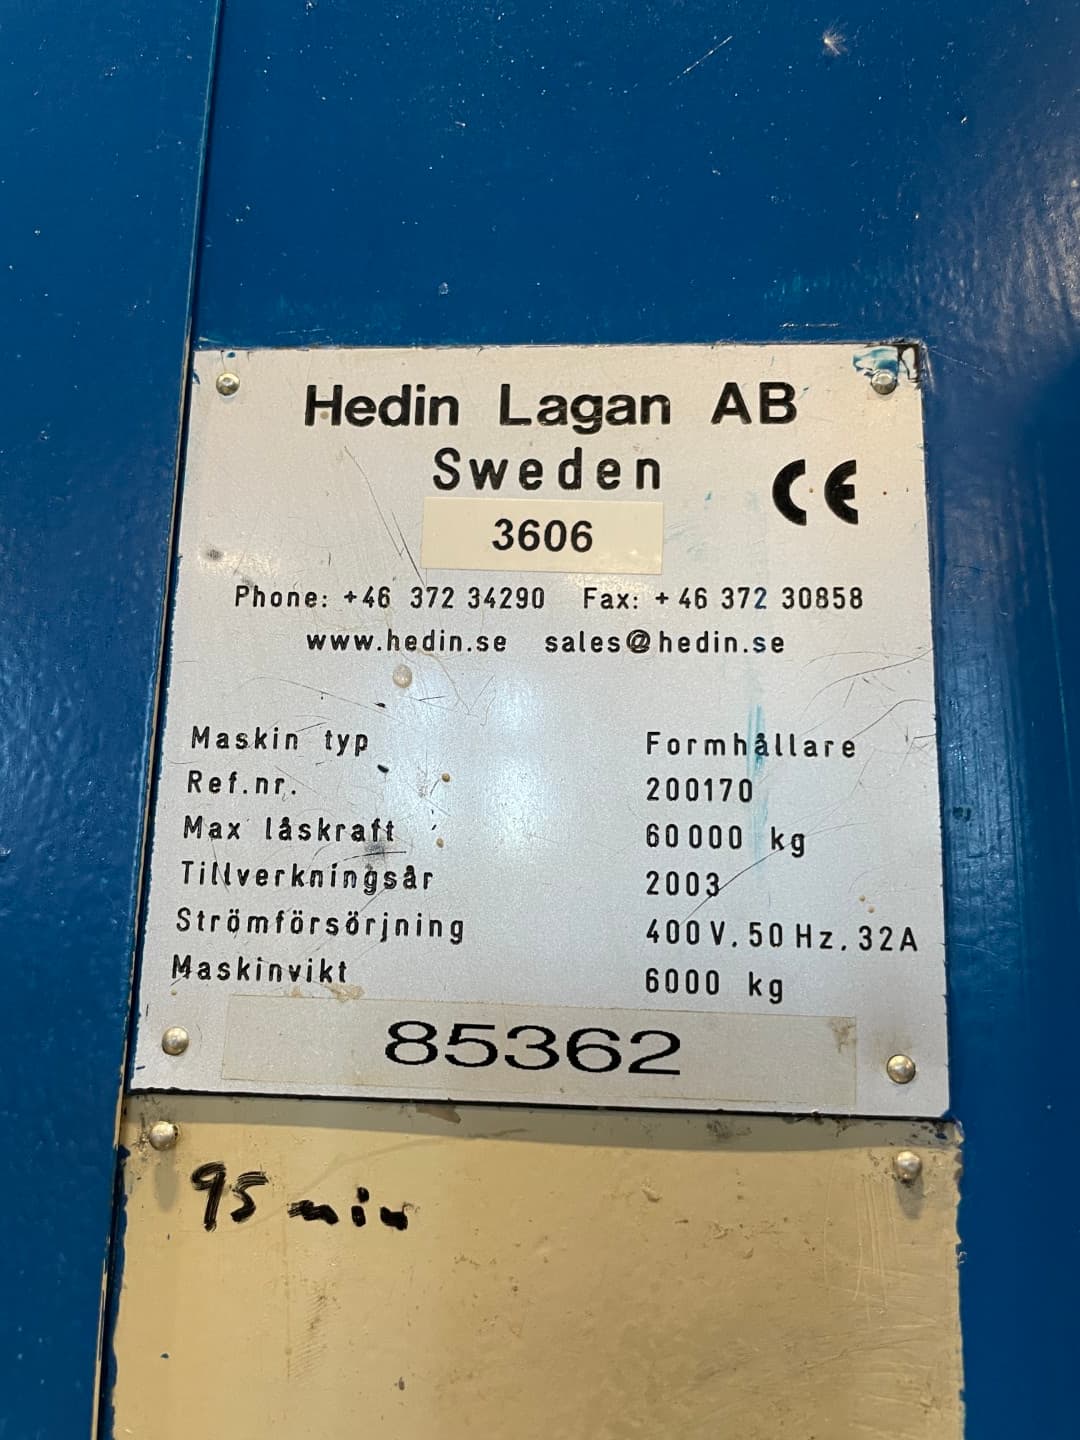 Hedin Lagan AB
Sweden
CE
3606
Phone: +46 372 34290 Fax: +46 372 30858
www.hedin.se sales@hedin.se
Maskin typ Formhållare
Ref.nr. 200170
Max låskraft 60000 kg
Tillverkningsår 2003
Strömförsörjning 400V.50Hz.32A
Maskinvikt 6000 kg
85362
95 min